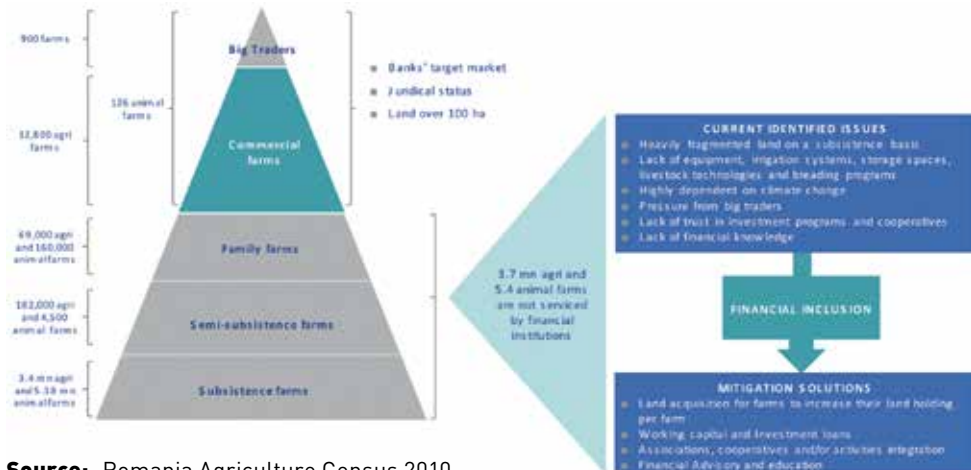 900 farms
12,800 agri
farms
69,000 agri
and 160,000
animalfarms
182,000 agri
and 4,500
animal farms
3.4 mn agri
and 5.18 mn
animalfarms
126 animal
farms
Big Traders
Commercial
farms
Family farms
Semi-subsistence farms
Subsistence farms
Banks' target market
Juridical status
Land over 100 ha
3.7 mn agri and
5.4 animal farms
are not serviced
by financial
institutions
CURRENT IDENTIFIED ISSUES
Heavily fragmented land on a subsistence basis
Lack of equipment, irrigation systems, storage spaces,
livestock technologies and breading programs
Highly dependent on climate change
Pressure from big traders
Lack of trust in investment programs and cooperatives
Lack of financial knowledge
FINANCIAL INCLUSION
MITIGATION SOLUTIONS
Land acquisition for farms to increase their land holding
per farm
Working capital and Investment loans
Associations, cooperatives and/or activities integration
Financial Advisory and education
Source: Romania Agriculture Census 2010